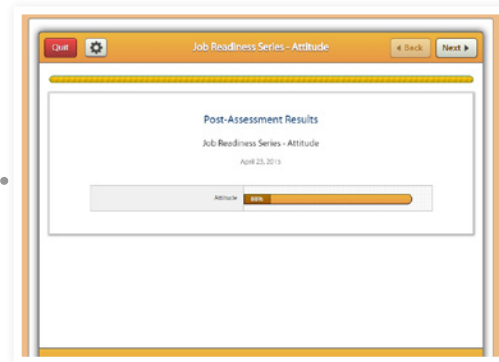 Quit
Job Readiness Series - Attitude
Back
Next
Post-Assessment Results
Job Readiness Series - Attitude
April 23, 2015
Attitude